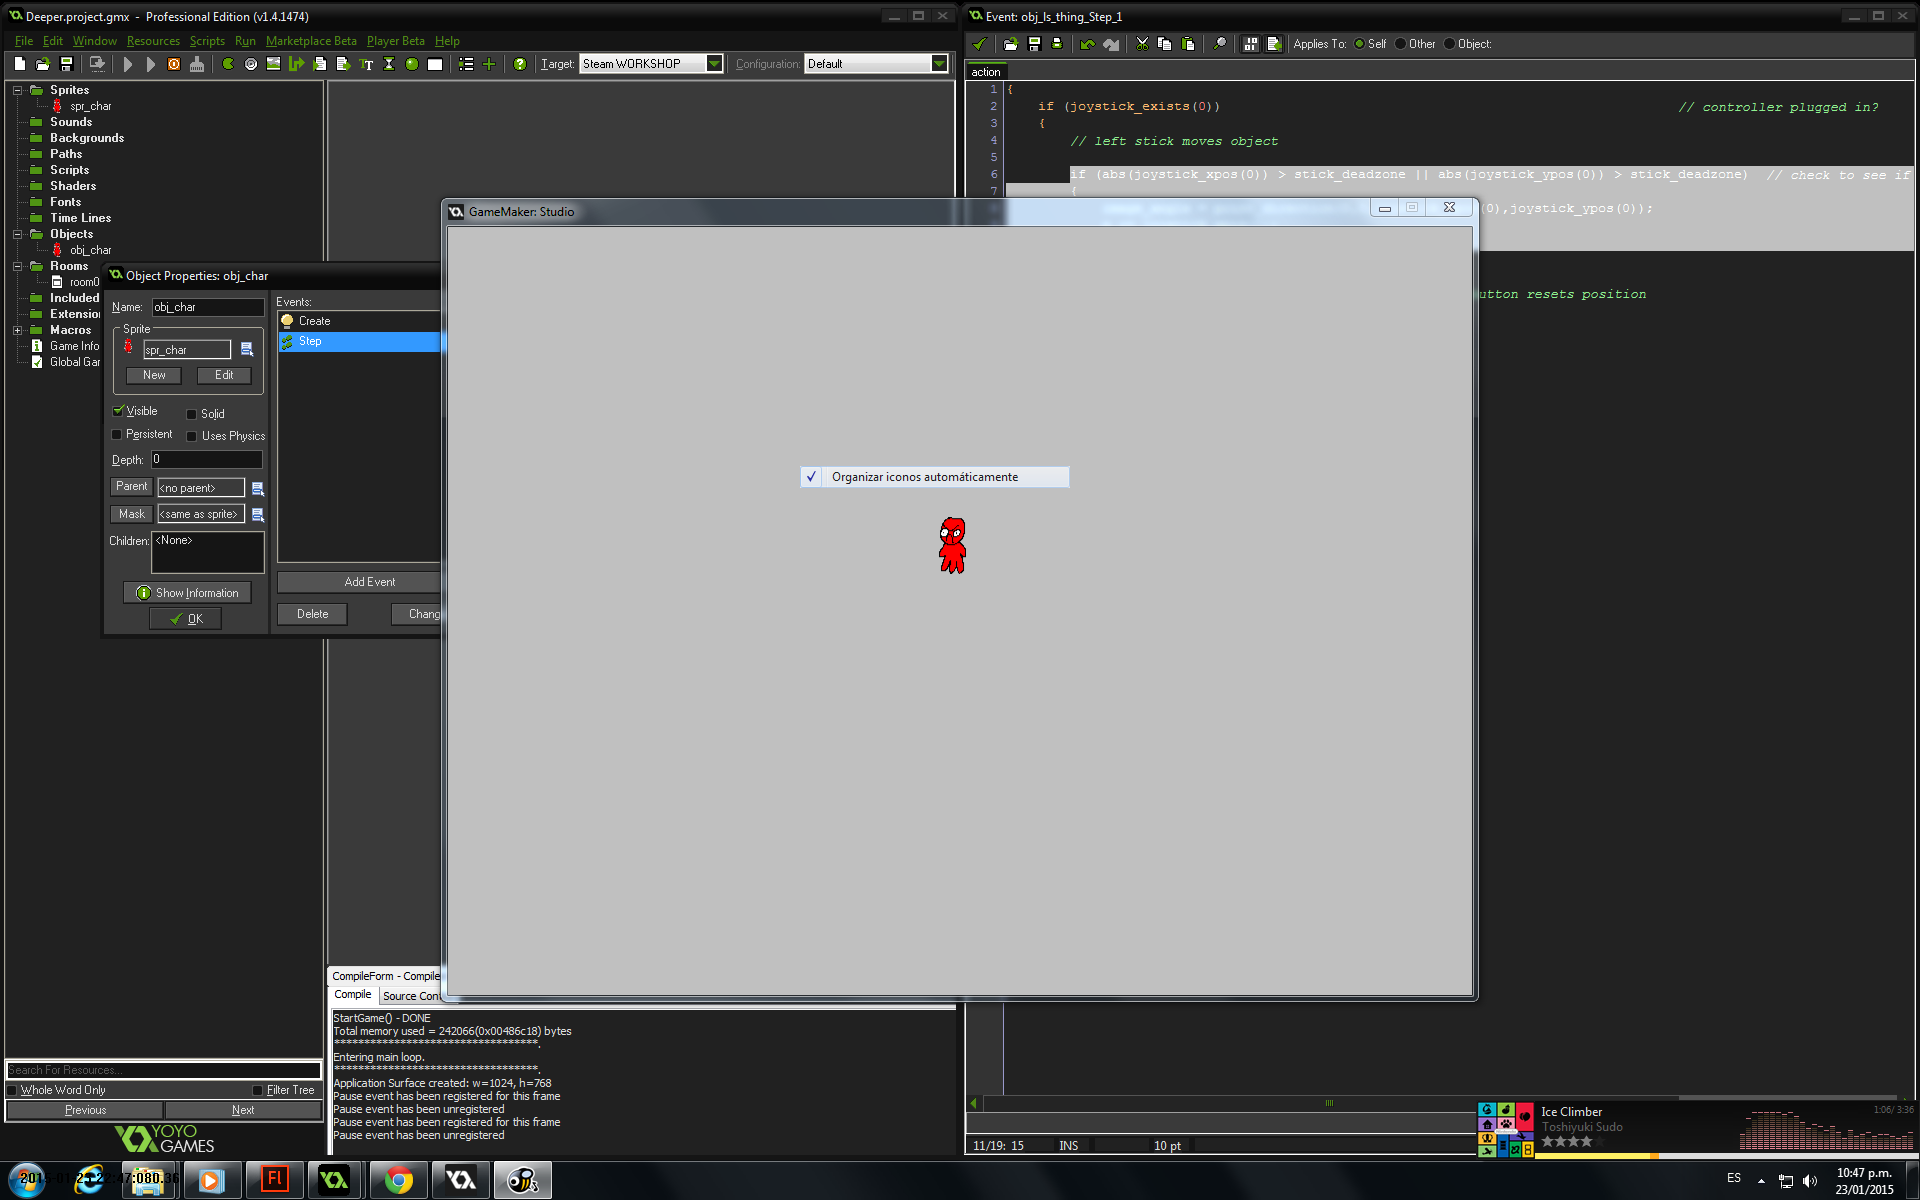 Deeper.project.gmx - Professional Edition (v1.4.1474)
File Edit Window Resources Scripts Run Marketplace Beta Player Beta Help
Target: Steam WORKSHOP Configuration: Default
Sprites
spr_char
Sounds
Backgrounds
Paths
Scripts
Shaders
Fonts
Time Lines
Objects
obj_char
Rooms
room0
Included
Extensio
Macros
Game Info
Global Gar
Object Properties: obj_char
Name: obj_char
Sprite
spr_char
New Edit
Visible Solid
Persistent Uses Physics
Depth: 0
Parent <no parent>
Mask <same as sprite>
Children: <None>
Show Information
OK
Events:
Create
Step
Add Event
Delete Chang
GameMaker: Studio
Organizar iconos automáticamente
Event: obj_ls_thing_Step_1
Applies To: Self Other Object:
action
1 {
2 if (joystick_exists(0)) // controller plugged in?
3 {
4 // left stick moves object
5
6 if (abs(joystick_xpos(0)) > stick_deadzone || abs(joystick_ypos(0)) > stick_deadzone) // check to see if
7 {
(0),joystick_ypos(0));
utton resets position
CompileForm - Compile
Compile Source Con
StartGame() - DONE
Total memory used = 242066(0x00486c18) bytes
**********************************.
Entering main loop.
**********************************.
Application Surface created: w=1024, h=768
Pause event has been registered for this frame
Pause event has been unregistered
Pause event has been registered for this frame
Pause event has been unregistered
Search For Resources...
Whole Word Only Filter Tree
Previous Next
YOYO GAMES
11/19: 15 INS 10 pt
Ice Climber
Toshiyuki Sudo
1:06/ 3:36
Fl
ES
10:47 p.m.
23/01/2015